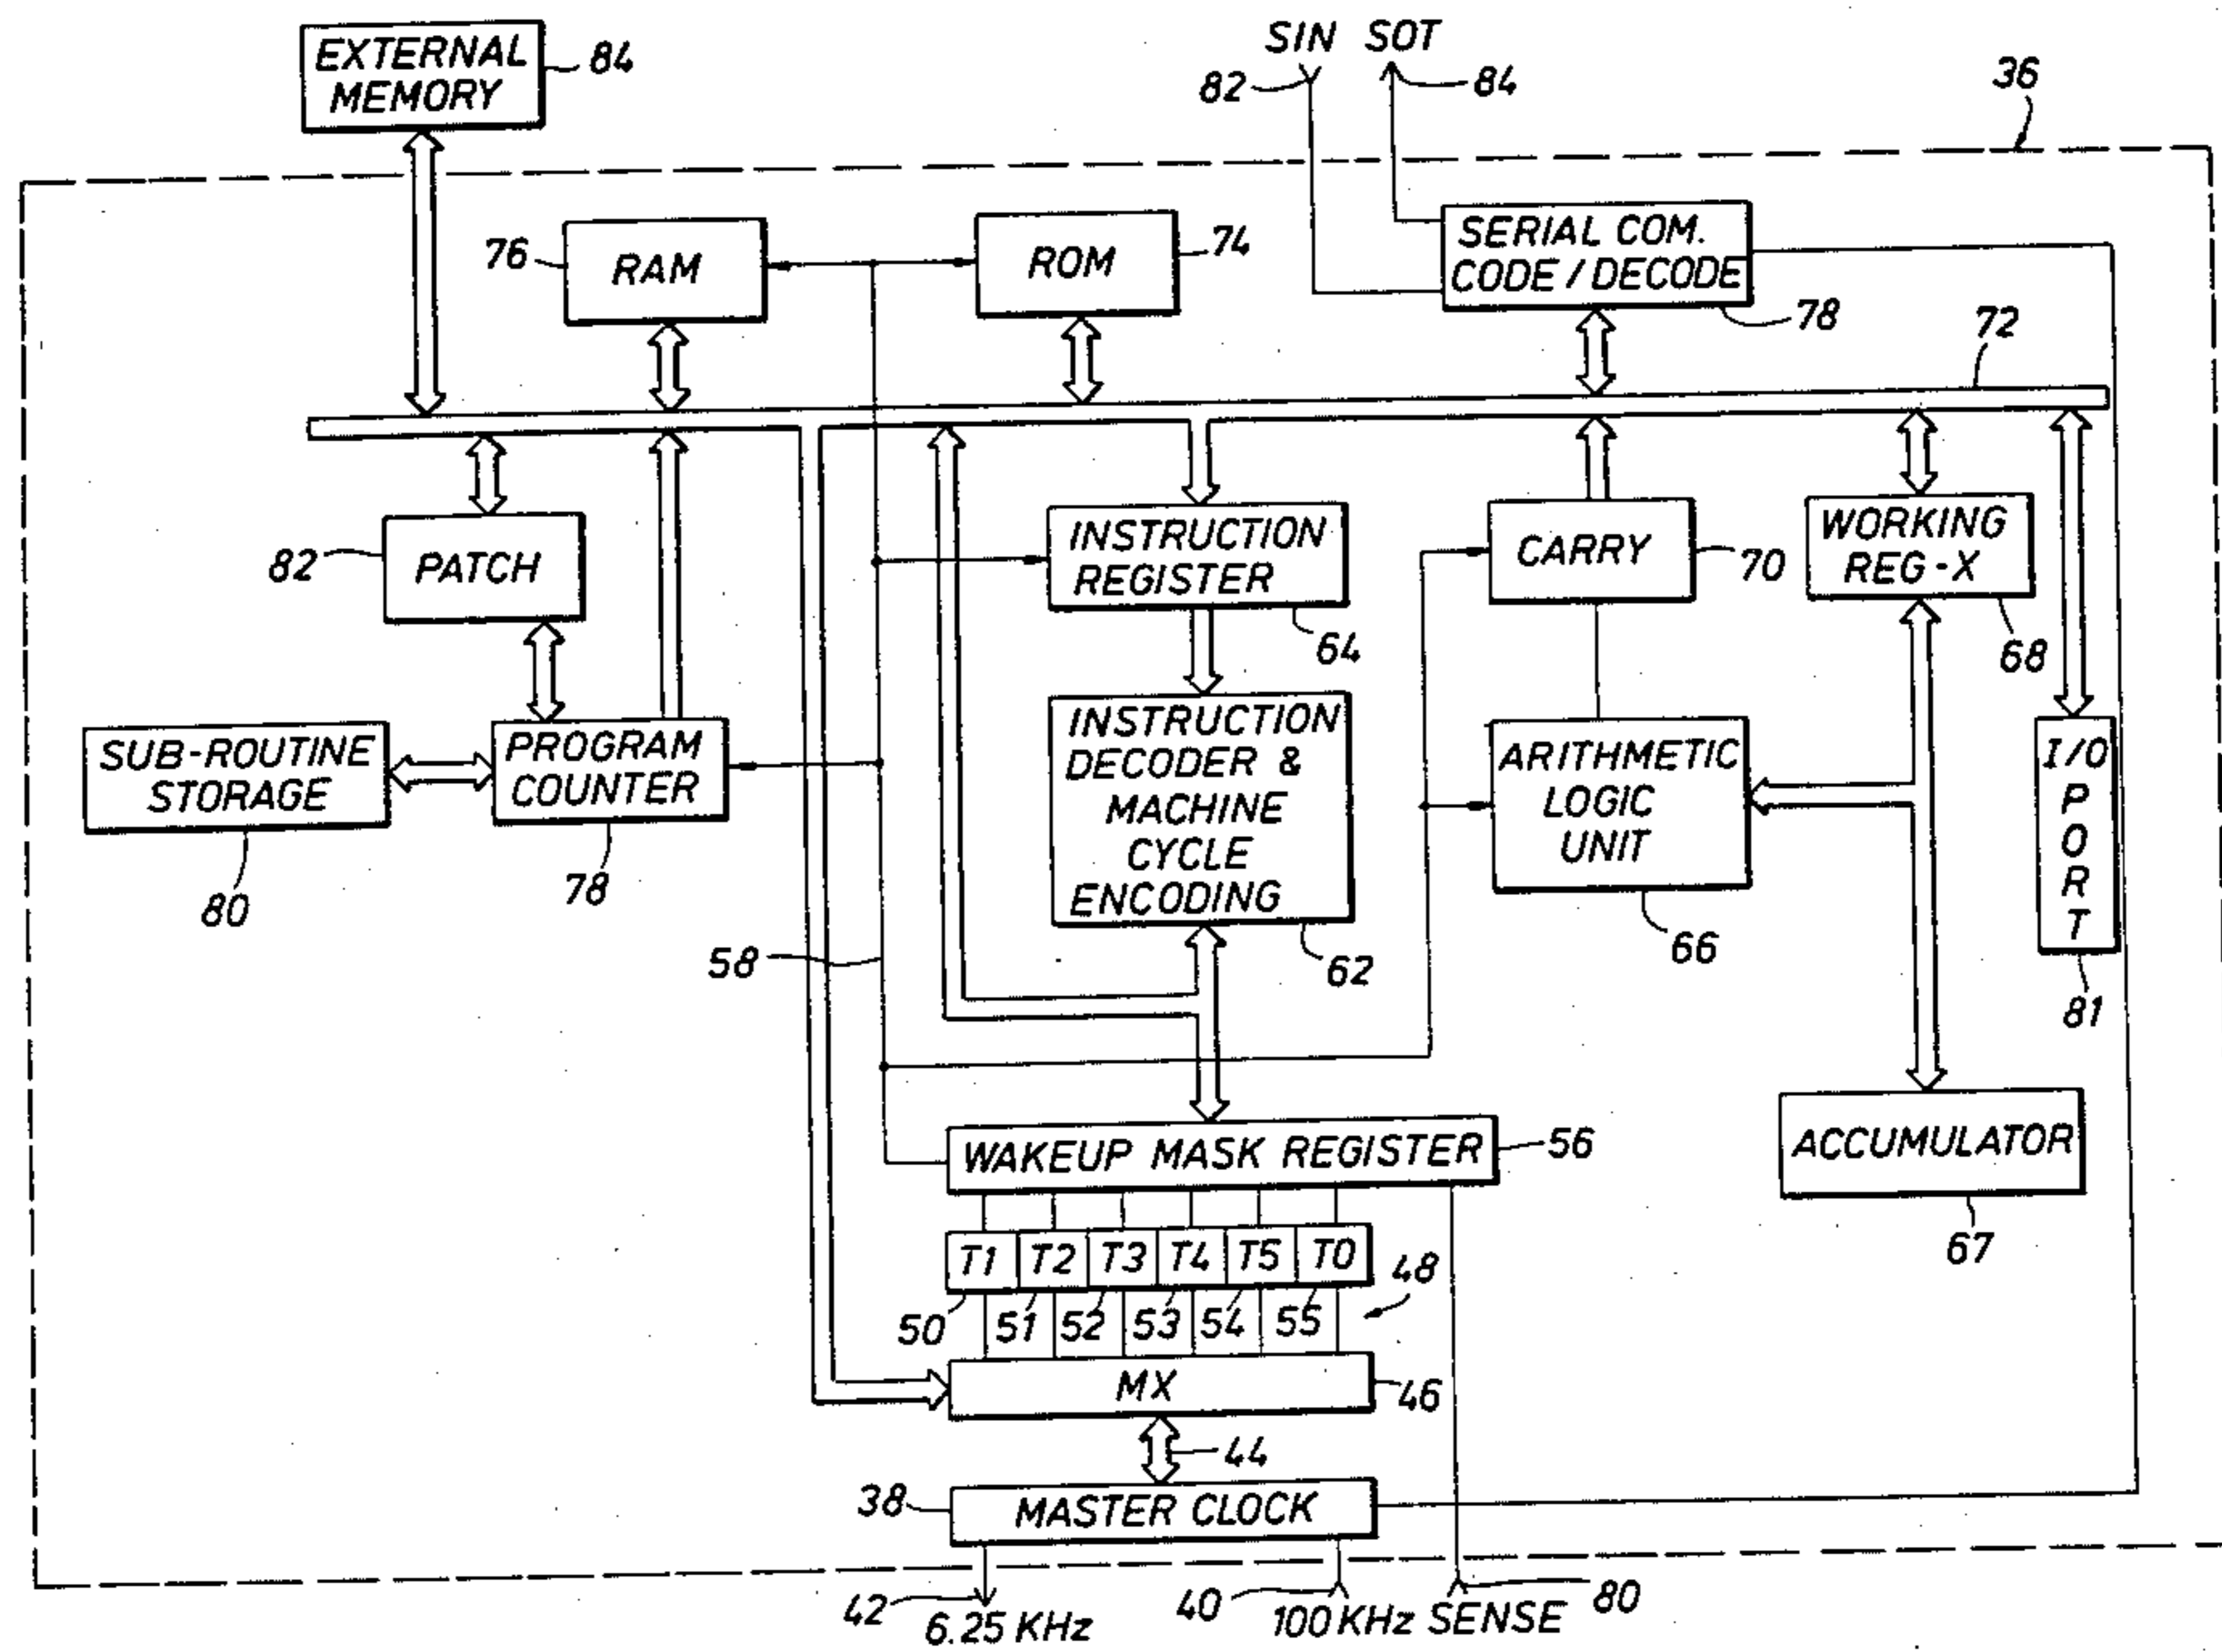 EXTERNAL
MEMORY
84
SIN SOT
82
84
36
76
RAM
ROM
74
SERIAL COM.
CODE / DECODE
78
72
82
PATCH
INSTRUCTION
REGISTER
64
CARRY
70
WORKING
REG-X
68
SUB-ROUTINE
STORAGE
80
PROGRAM
COUNTER
78
INSTRUCTION
DECODER &
MACHINE
CYCLE
ENCODING
62
ARITHMETIC
LOGIC
UNIT
66
I/O
P
O
R
T
81
58
WAKEUP MASK REGISTER
56
ACCUMULATOR
67
T1 T2 T3 T4 T5 T0
48
50 51 52 53 54 55
MX
46
44
38
MASTER CLOCK
42
6.25 KHz
40
100 KHz SENSE
80